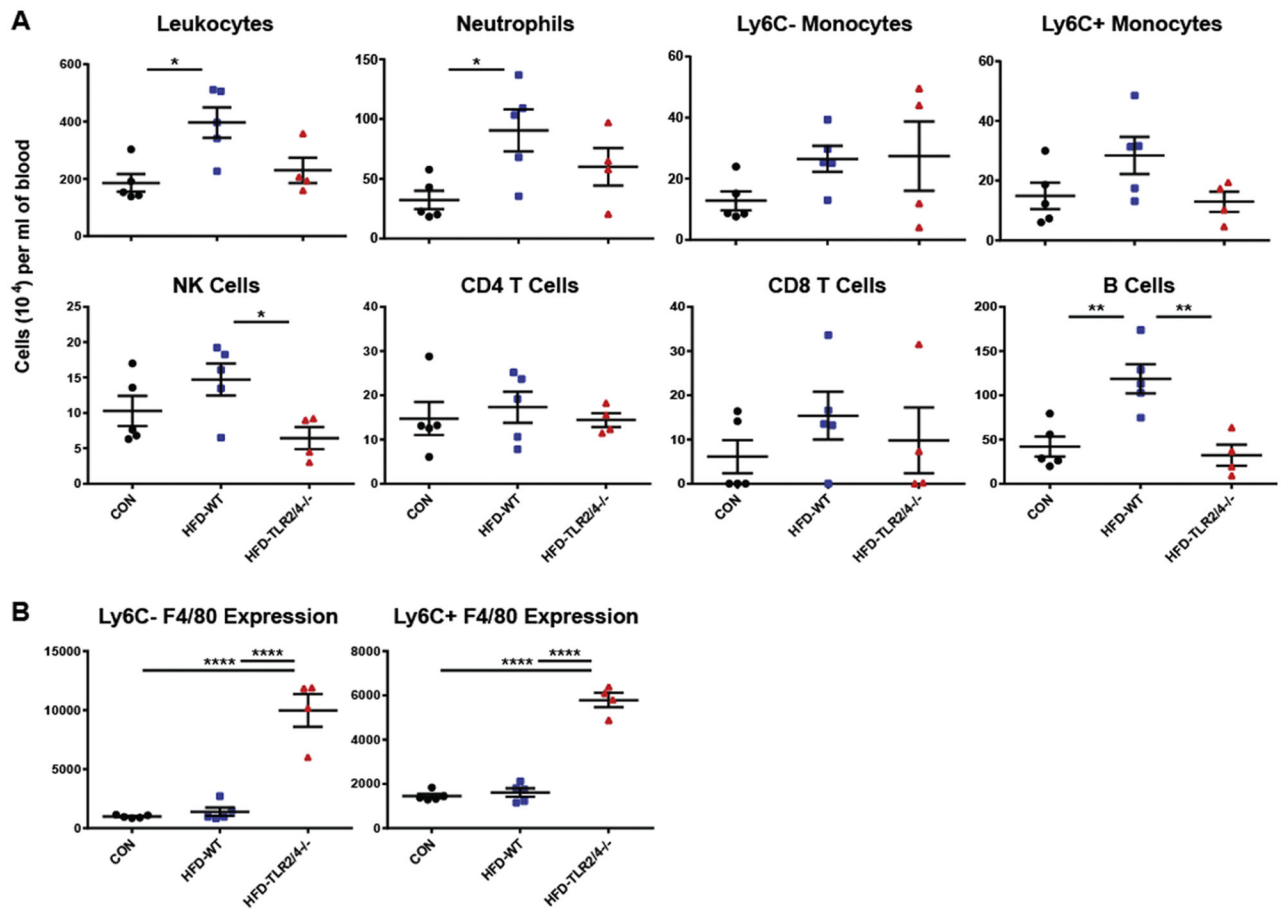 A
Leukocytes
Neutrophils
Ly6C- Monocytes
Ly6C+ Monocytes
Cells (10^4) per ml of blood
600
400
200
0
*
150
100
50
0
*
60
40
20
0
60
40
20
0
NK Cells
CD4 T Cells
CD8 T Cells
B Cells
25
20
15
10
5
0
*
CON
HFD-WT
HFD-TLR2/4-/-
40
30
20
10
0
CON
HFD-WT
HFD-TLR2/4-/-
40
30
20
10
0
CON
HFD-WT
HFD-TLR2/4-/-
200
150
100
50
0
**
**
CON
HFD-WT
HFD-TLR2/4-/-
B
Ly6C- F4/80 Expression
Ly6C+ F4/80 Expression
15000
10000
5000
0
****
****
CON
HFD-WT
HFD-TLR2/4-/-
8000
6000
4000
2000
0
****
****
CON
HFD-WT
HFD-TLR2/4-/-